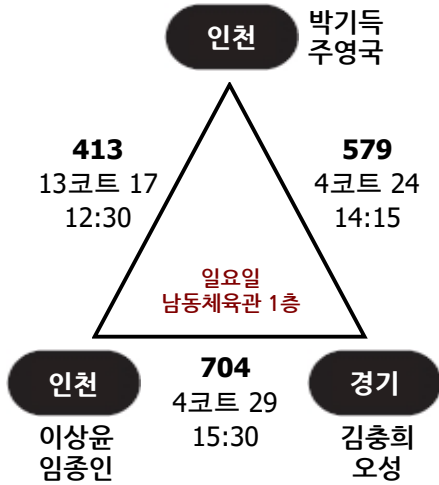 인천
박기득
주영국
413
13코트 17
12:30
579
4코트 24
14:15
일요일
남동체육관 1층
인천
이상윤
임종인
704
4코트 29
15:30
경기
김충희
오성